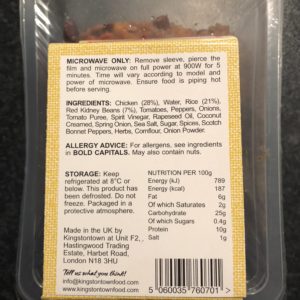 MICROWAVE ONLY: Remove sleeve, pierce the
film and microwave on full power at 900W for 5
minutes. Time will vary according to model and
power of microwave. Ensure food is piping hot
before serving.
INGREDIENTS: Chicken (28%), Water, Rice (21%),
Red Kidney Beans (7%), Tomatoes, Peppers, Onions,
Tomato Puree, Spirit Vinegar, Rapeseed Oil, Coconut
Creamed, Spring Onion, Sea Salt, Sugar, Spices, Scotch
Bonnet Peppers, Herbs, Cornflour, Onion Powder.
ALLERGY ADVICE: For allergens, see ingredients
in BOLD CAPITALS. May also contain nuts.
STORAGE: Keep
refrigerated at 8°C or
below. This product has
been defrosted. Do not
freeze. Packaged in a
protective atmosphere.
Made in the UK by
Kingstontown at Unit F2,
Hastingwood Trading
Estate, Harbet Road,
London N18 3HU
Tell us what you think!
info@kingstontownfood.com
www.kingstontownfood.com
NUTRITION PER 100g
Energy (kJ) 789
Energy (kcal) 187
Fat 6g
Of which Saturates 2g
Carbohydrate 25g
Of which Sugars 0.4g
Protein 10g
Salt 1g
5 060035 760701 >